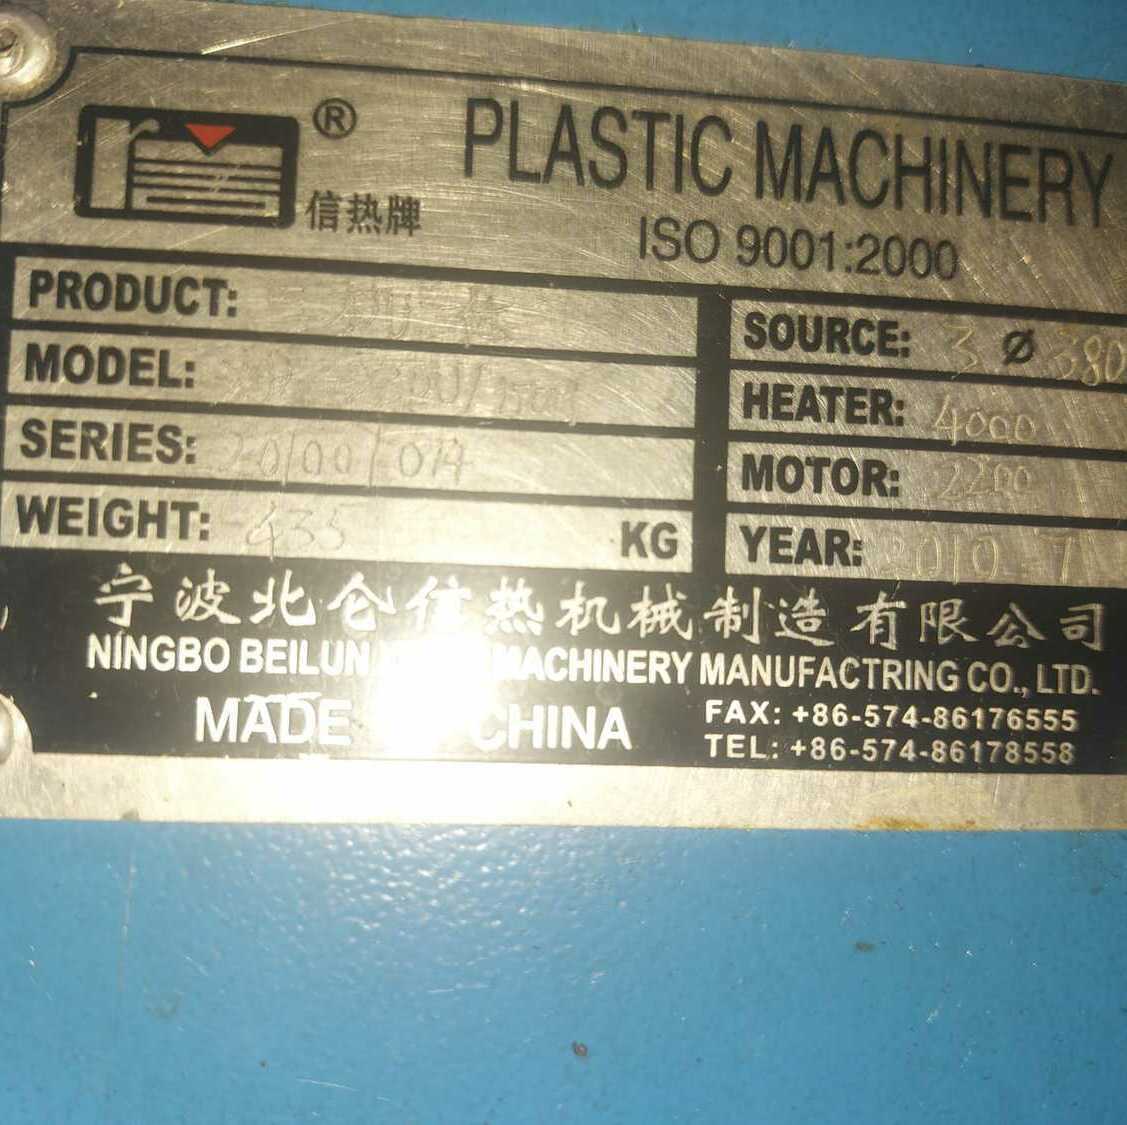 ®
信热牌
PLASTIC MACHINERY
ISO 9001:2000
PRODUCT:
MODEL:
SERIES:
WEIGHT: 435 KG
SOURCE: 3 Ø 380
HEATER: 4000
MOTOR: 2200
YEAR: 2010 7
宁波北仑信热机械制造有限公司
NINGBO BEILUN MACHINERY MANUFACTRING CO., LTD.
MADE CHINA
FAX: +86-574-86176555
TEL: +86-574-86178558